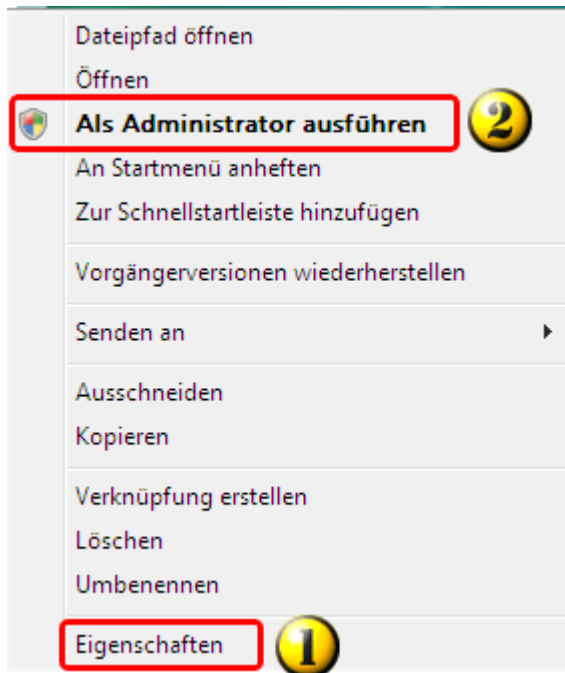 Dateipfad öffnen
Öffnen
Als Administrator ausführen 2
An Startmenü anheften
Zur Schnellstartleiste hinzufügen
Vorgängerversionen wiederherstellen
Senden an
Ausschneiden
Kopieren
Verknüpfung erstellen
Löschen
Umbenennen
Eigenschaften 1